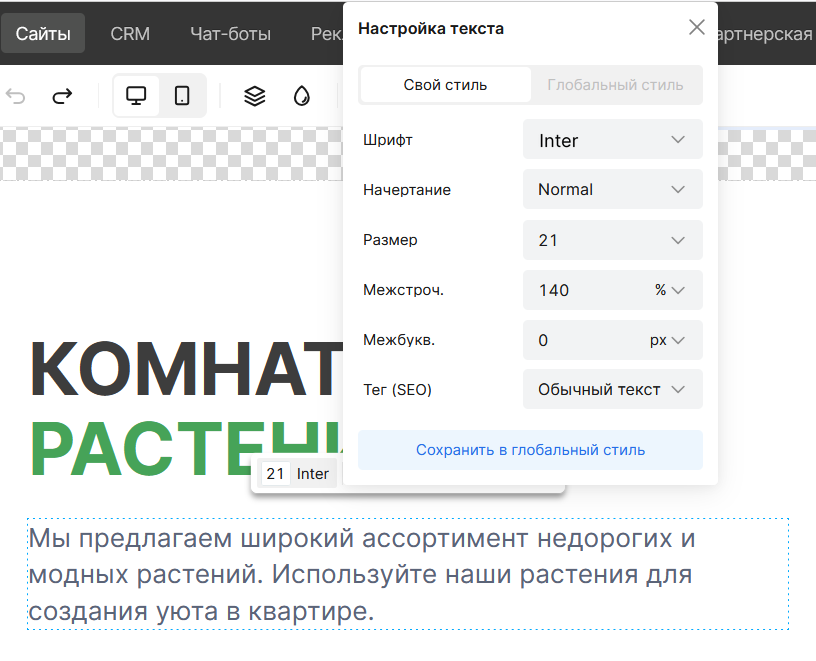 Сайты CRM Чат-боты Рек артнерская
Настройка текста
Свой стиль Глобальный стиль
Шрифт Inter
Начертание Normal
Размер 21
Межстроч. 140 %
Межбукв. 0 px
Тег (SEO) Обычный текст
Сохранить в глобальный стиль
КОМНАТ
РАСТЕНИ
21 Inter
Мы предлагаем широкий ассортимент недорогих и
модных растений. Используйте наши растения для
создания уюта в квартире.